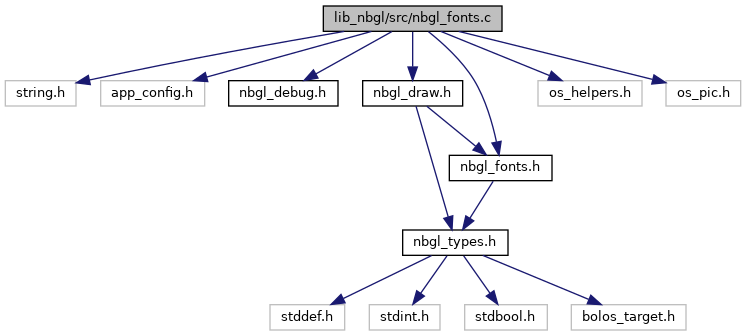 lib_nbgl/src/nbgl_fonts.c
string.h
app_config.h
nbgl_debug.h
nbgl_draw.h
os_helpers.h
os_pic.h
nbgl_fonts.h
nbgl_types.h
stddef.h
stdint.h
stdbool.h
bolos_target.h